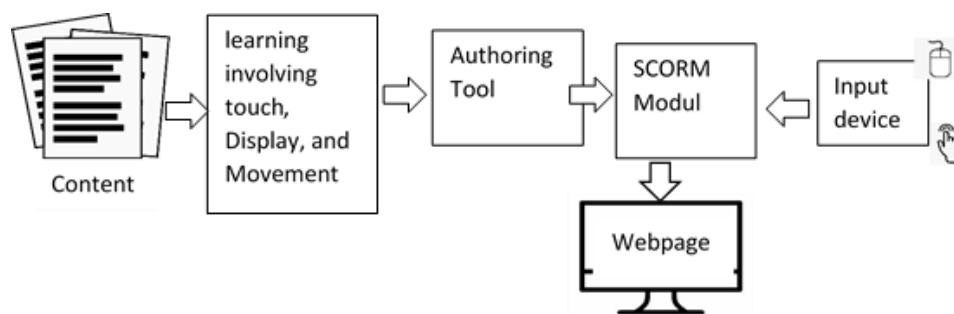 Content
learning
involving
touch,
Display, and
Movement
Authoring
Tool
SCORM
Modul
Input
device
Webpage